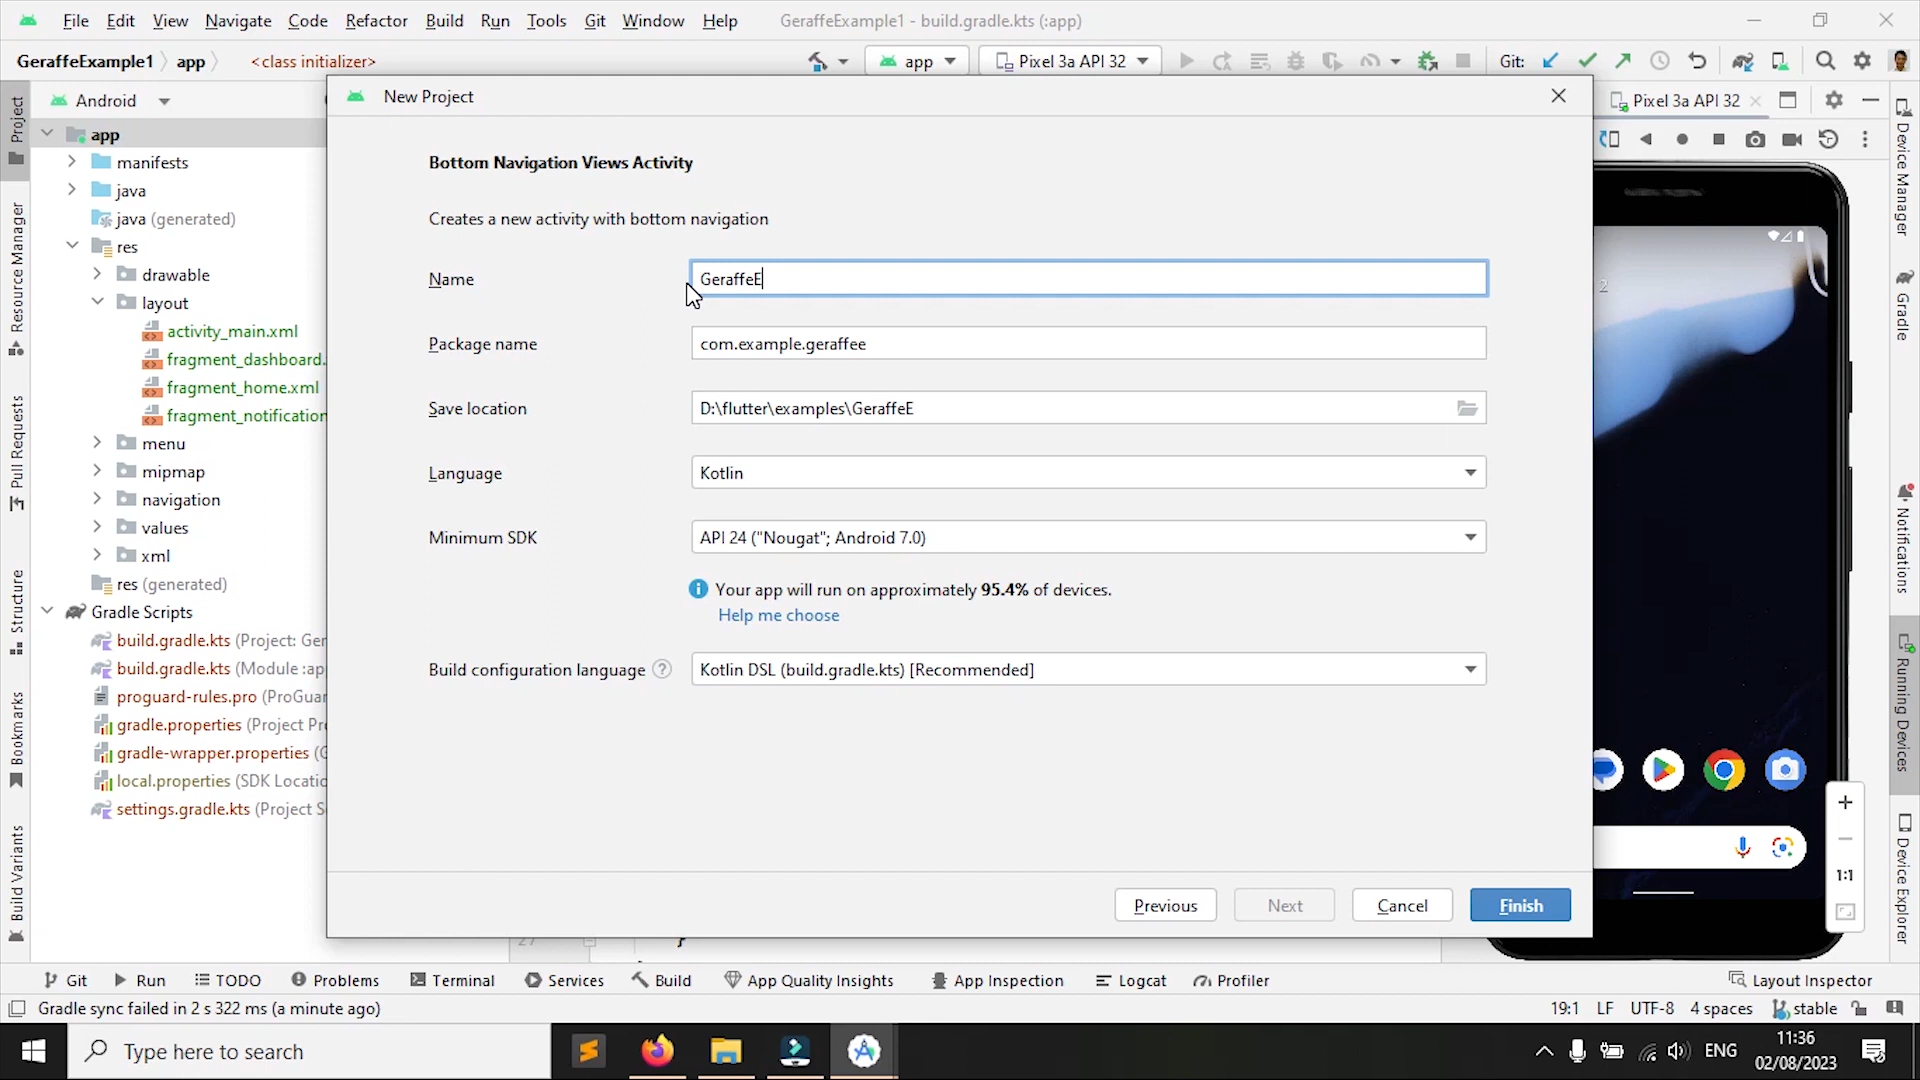 File Edit View Navigate Code Refactor Build Run Tools Git Window Help GeraffeExample1 - build.gradle.kts (:app)
GeraffeExample1 app <class initializer> app Pixel 3a API 32 Git:
Android
New Project
Pixel 3a API 32
Project
Resource Manager
Pull Requests
Structure
Bookmarks
Build Variants
app
manifests
java
java (generated)
res
drawable
layout
activity_main.xml
fragment_dashboard.
fragment_home.xml
fragment_notification
menu
mipmap
navigation
values
xml
res (generated)
Gradle Scripts
build.gradle.kts (Project: Ger
build.gradle.kts (Module :ap
proguard-rules.pro (ProGua
gradle.properties (Project Pr
gradle-wrapper.properties (G
local.properties (SDK Locatio
settings.gradle.kts (Project S
Bottom Navigation Views Activity
Creates a new activity with bottom navigation
Name GeraffeE
Package name com.example.geraffee
Save location D:\flutter\examples\GeraffeE
Language Kotlin
Minimum SDK API 24 ("Nougat"; Android 7.0)
Your app will run on approximately 95.4% of devices.
Help me choose
Build configuration language ? Kotlin DSL (build.gradle.kts) [Recommended]
Previous Next Cancel Finish
27 }
2
1:1
Device Manager
Gradle
Notifications
Running Devices
Device Explorer
Git Run TODO Problems Terminal Services Build App Quality Insights App Inspection Logcat Profiler Layout Inspector
Gradle sync failed in 2 s 322 ms (a minute ago) 19:1 LF UTF-8 4 spaces stable
Type here to search ENG 11:36
02/08/2023